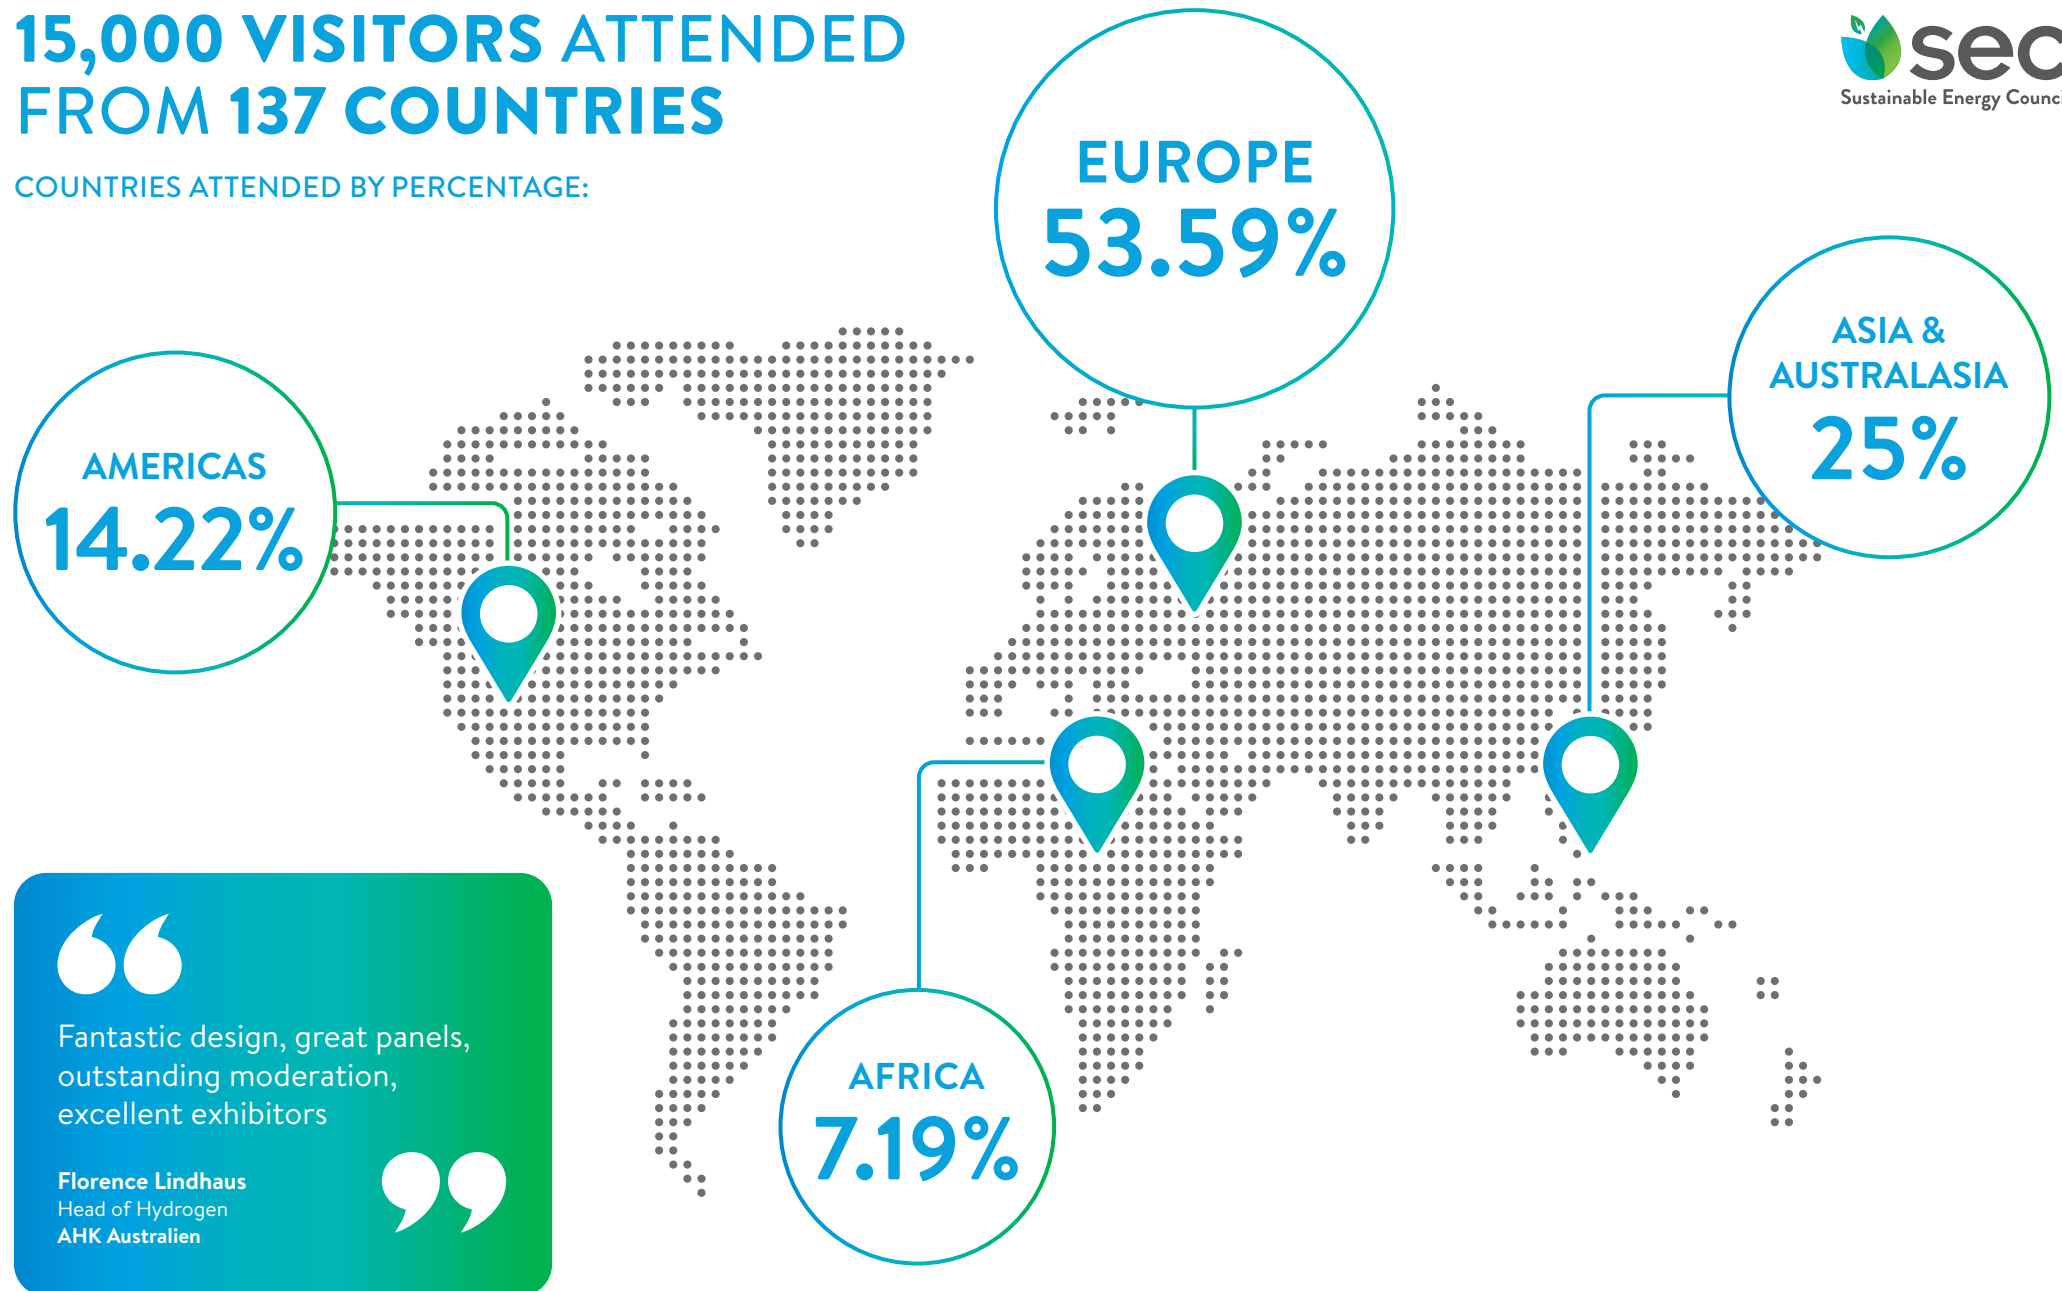 15,000 VISITORS ATTENDED
FROM 137 COUNTRIES
COUNTRIES ATTENDED BY PERCENTAGE:
sec
Sustainable Energy
EUROPE
53.59%
ASIA &
AUSTRALASIA
25%
AMERICAS
14.22%
AFRICA
7.19%
“
Fantastic design, great panels,
outstanding moderation,
excellent exhibitors
”
Florence Lindhaus
Head of Hydrogen
AHK Australien